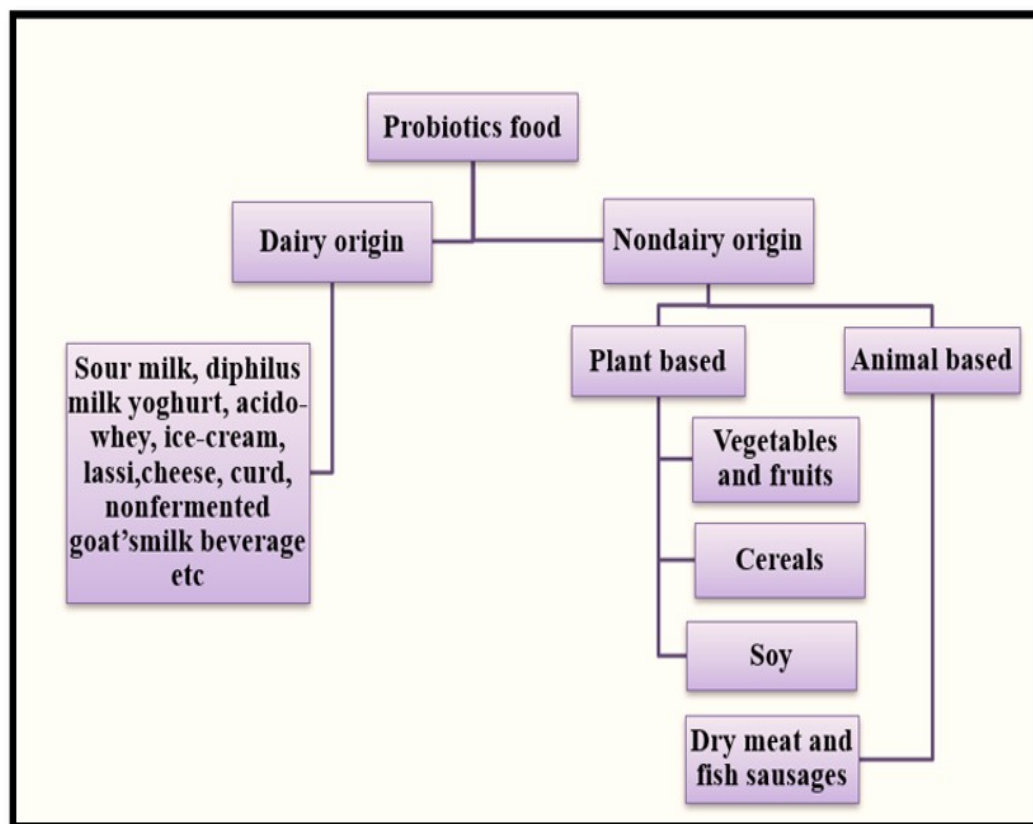 Probiotics food
Dairy origin
Nondairy origin
Sour milk, diphilus
milk yoghurt, acido-
whey, ice-cream,
lassi,cheese, curd,
nonfermented
goat’smilk beverage
etc
Plant based
Animal based
Vegetables
and fruits
Cereals
Soy
Dry meat and
fish sausages